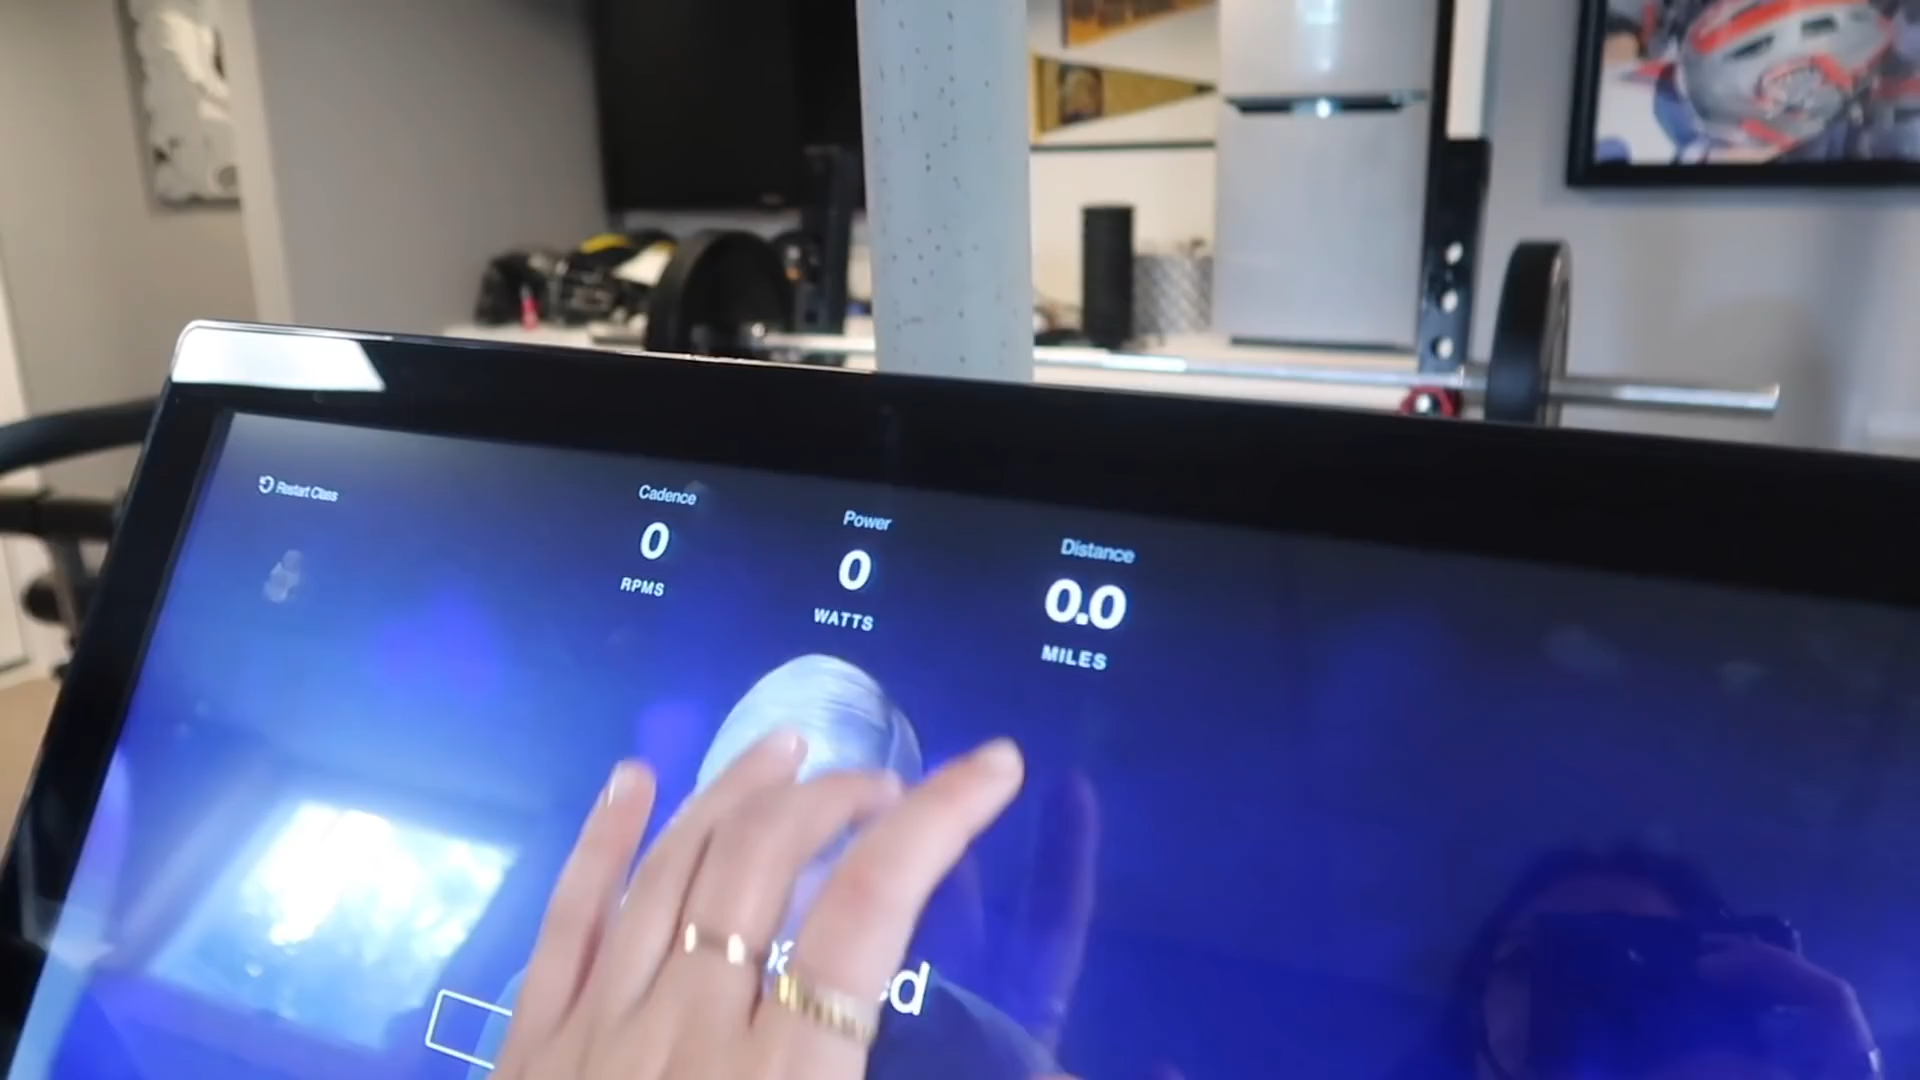 Restart Class
Cadence
0
RPMS
Power
0
WATTS
Distance
0.0
MILES